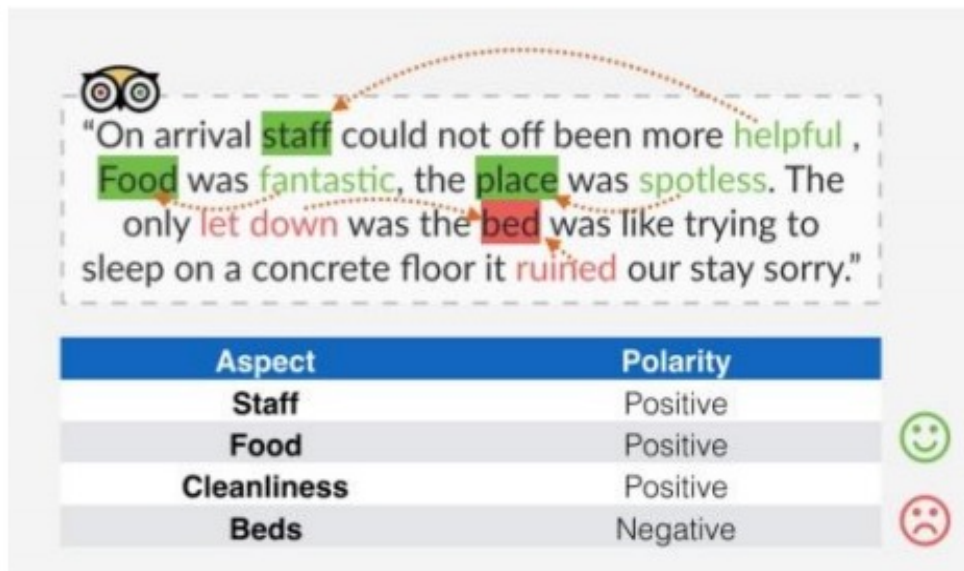 “On arrival staff could not off been more helpful ,
Food was fantastic, the place was spotless. The
only let down was the bed was like trying to
sleep on a concrete floor it ruined our stay sorry.”
Aspect Polarity
Staff Positive
Food Positive
Cleanliness Positive
Beds Negative